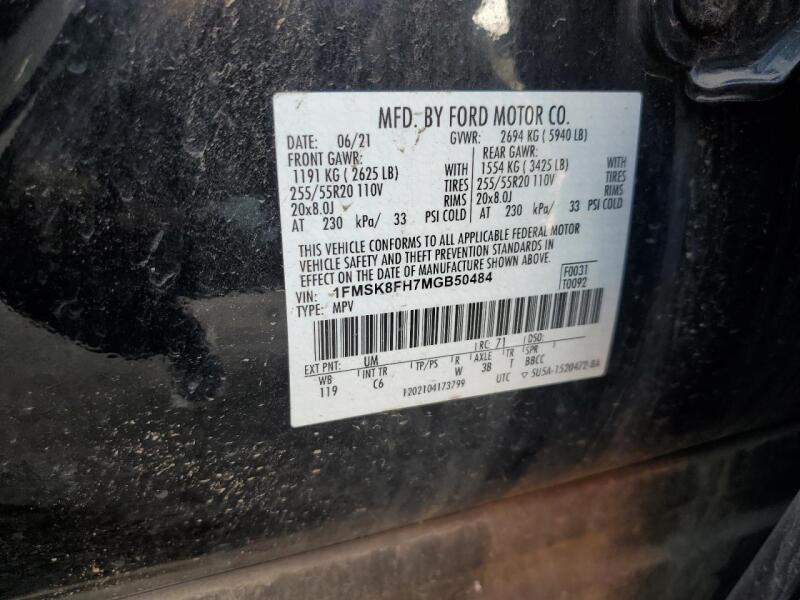 MFD. BY FORD MOTOR CO.
DATE: 06/21 GVWR: 2694 KG ( 5940 LB)
FRONT GAWR: REAR GAWR:
1191 KG ( 2625 LB) WITH 1554 KG ( 3425 LB) WITH
255/55R20 110V TIRES 255/55R20 110V TIRES
20x8.0J RIMS 20x8.0J RIMS
AT 230 kPa/ 33 PSI COLD AT 230 kPa/ 33 PSI COLD
THIS VEHICLE CONFORMS TO ALL APPLICABLE FEDERAL MOTOR
VEHICLE SAFETY AND THEFT PREVENTION STANDARDS IN
EFFECT ON THE DATE OF MANUFACTURE SHOWN ABOVE.
VIN: 1FMSK8FH7MGB50484 F0031
TYPE: MPV T0092
EXT PNT: UM RC: 71 DSO:
WB INT TR TP/PS R AXLE TR SPR
119 C6 W 3B T BBCC
1202104173799 UTC 5U5A-1520472-BA